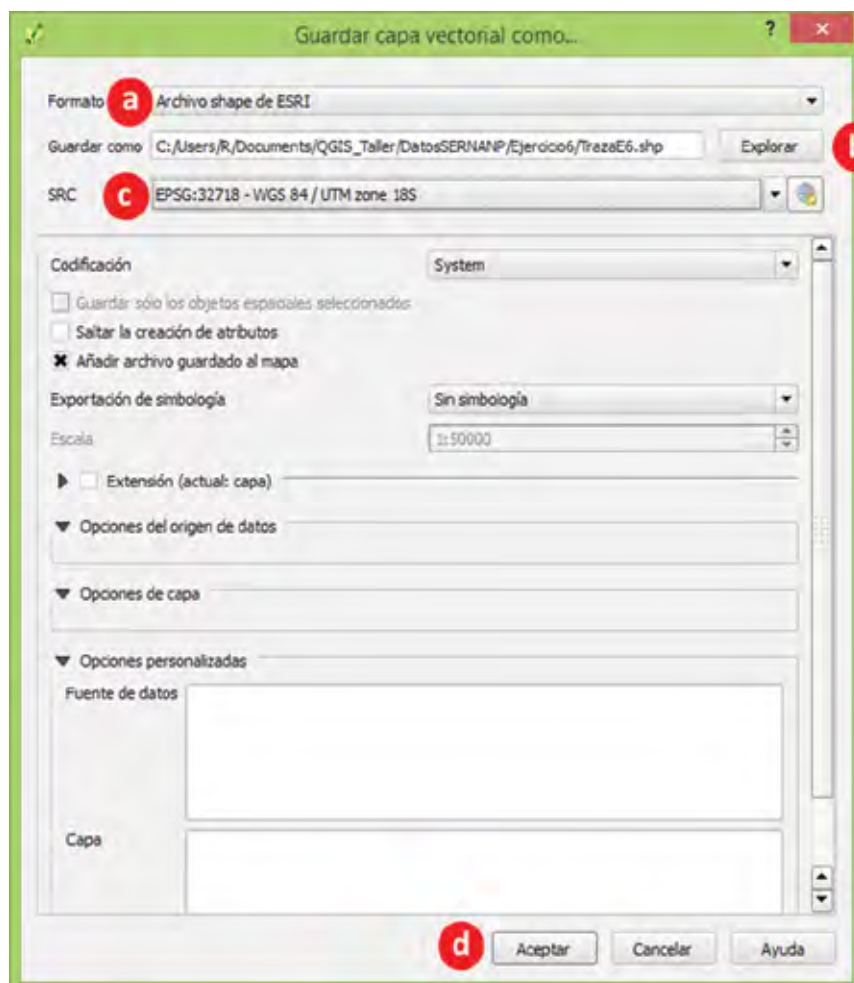 Guardar capa vectorial como... ?
Formato a Archivo shape de ESRI
Guardar como C:/Users/R/Documents/QGIS_Taller/DatosSERNANP/Ejercicio6/TrazaE6.shp Explorar
SRC c EPSG:32718 - WGS 84 / UTM zone 18S
Codificación System
Guardar sólo los objetos espaciales seleccionados
Saltar la creación de atributos
Añadir archivo guardado al mapa
Exportación de simbología Sin simbología
Escala 1:50000
Extensión (actual: capa)
Opciones del origen de datos
Opciones de capa
Opciones personalizadas
Fuente de datos
Capa
d Aceptar Cancelar Ayuda